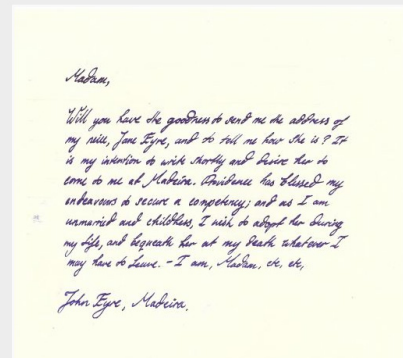 Madam,
Will you have the goodness to send me the address of
my neice, Jane Eyre, and to tell me how she is? It
is my intention to write shortly and desire her to
come to me at Madeira. Providence has blessed my
endeavours to secure a competency; and as I am
unmarried and childless, I wish to adopt her during
my life, and bequeath her at my death whatever I
may have to leave. - I am, Madam, etc, etc,
John Eyre, Madeira.